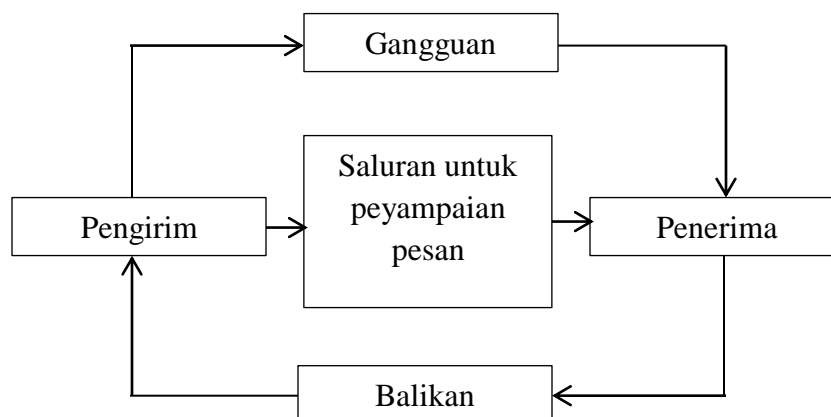 Gangguan
Saluran untuk
peyampaian
pesan
Pengirim
Penerima
Balikan